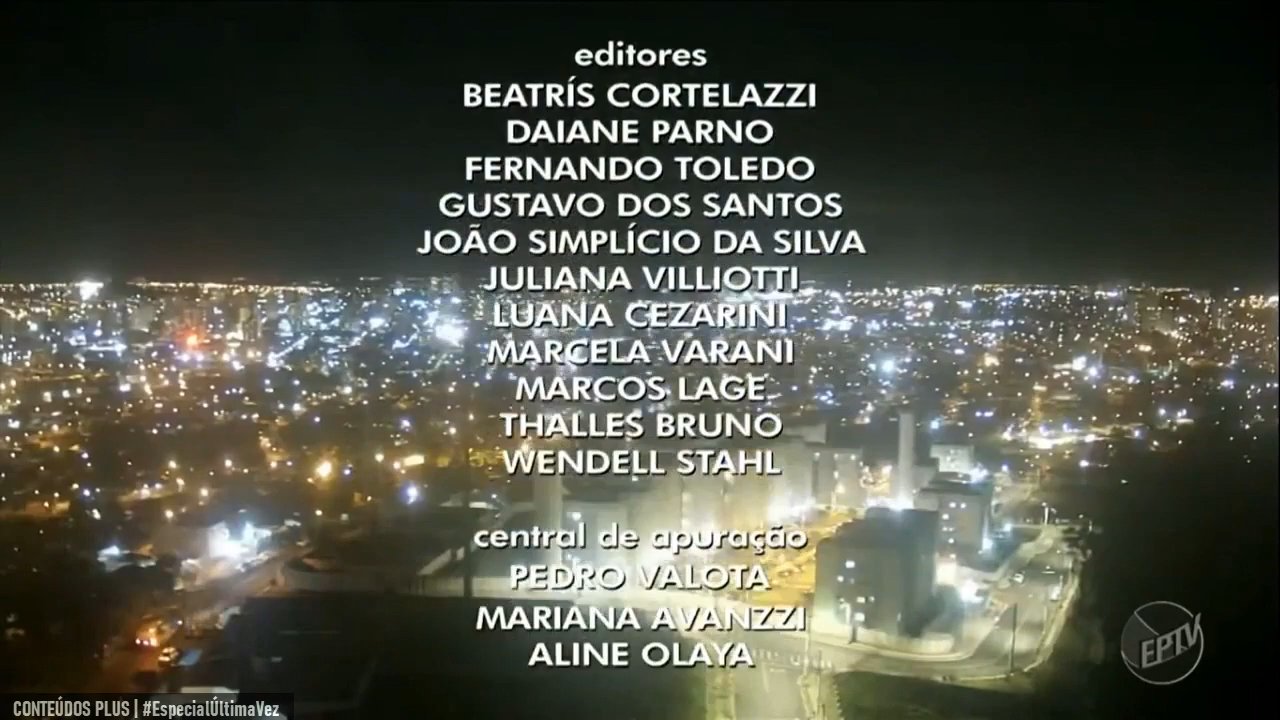 editores
BEATRÍS CORTELAZZI
DAIANE PARNO
FERNANDO TOLEDO
GUSTAVO DOS SANTOS
JOÃO SIMPLÍCIO DA SILVA
JULIANA VILLIOTTI
LUANA CEZARINI
MARCELA VARANI
MARCOS LAGE
THALLES BRUNO
WENDELL STAHL
central de apuração
PEDRO VALOTA
MARIANA AVANZZI
ALINE OLAYA
EPTV
CONTEÚDOS PLUS | #EspecialÚltimaVez